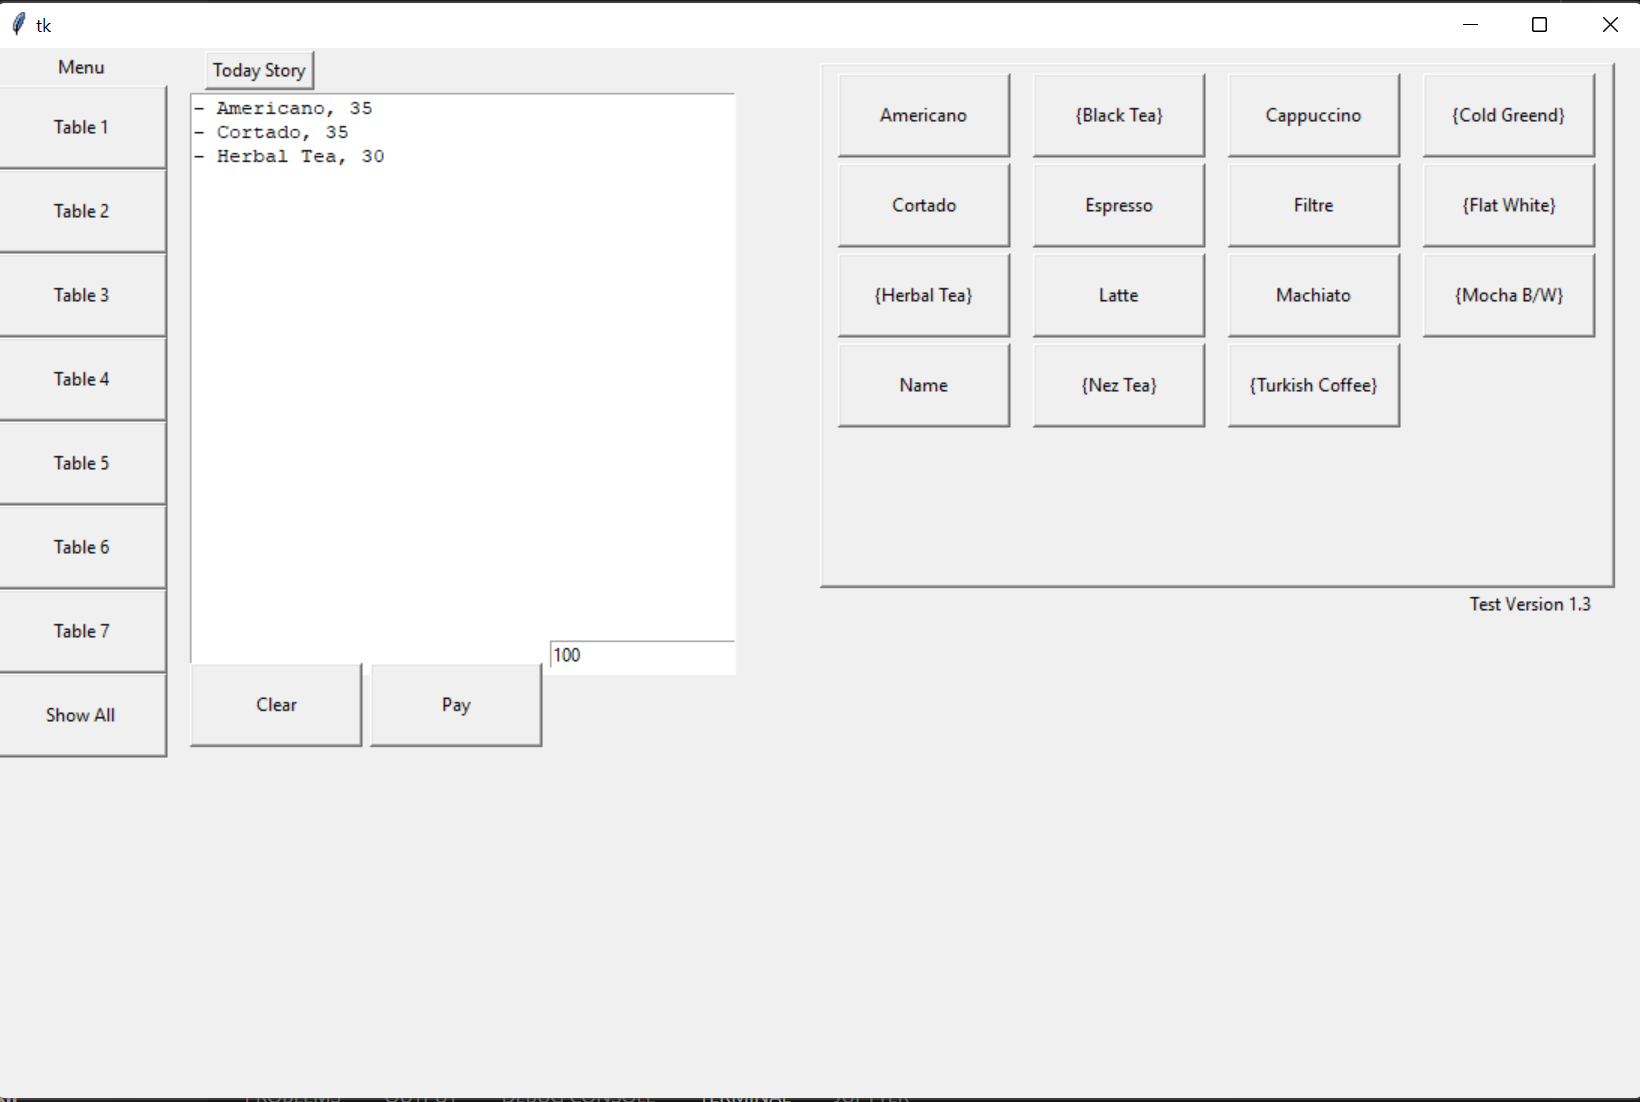 tk
Menu
Table 1
Table 2
Table 3
Table 4
Table 5
Table 6
Table 7
Show All
Today Story
- Americano, 35
- Cortado, 35
- Herbal Tea, 30
100
Clear
Pay
Americano
{Black Tea}
Cappuccino
{Cold Greend}
Cortado
Espresso
Filtre
{Flat White}
{Herbal Tea}
Latte
Machiato
{Mocha B/W}
Name
{Nez Tea}
{Turkish Coffee}
Test Version 1.3